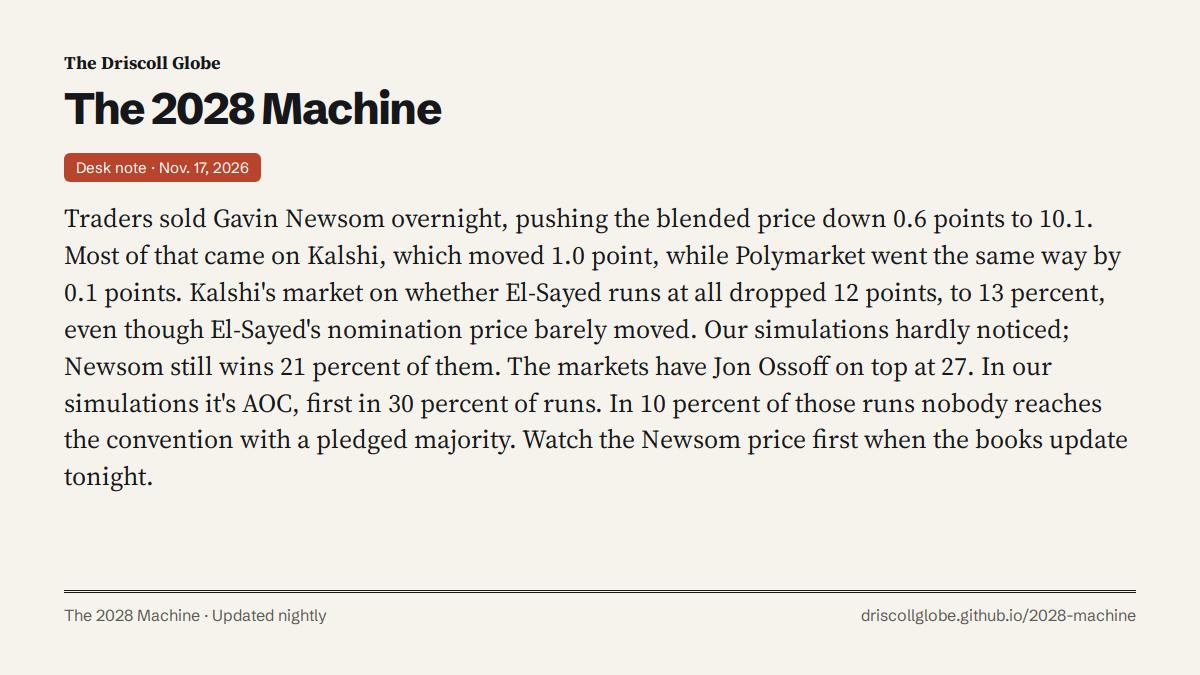 The Driscoll Globe
The 2028 Machine
Desk note · Nov. 17, 2026
Traders sold Gavin Newsom overnight, pushing the blended price down 0.6 points to 10.1.
Most of that came on Kalshi, which moved 1.0 point, while Polymarket went the same way by
0.1 points. Kalshi's market on whether El-Sayed runs at all dropped 12 points, to 13 percent,
even though El-Sayed's nomination price barely moved. Our simulations hardly noticed;
Newsom still wins 21 percent of them. The markets have Jon Ossoff on top at 27. In our
simulations it's AOC, first in 30 percent of runs. In 10 percent of those runs nobody reaches
the convention with a pledged majority. Watch the Newsom price first when the books update
tonight.
The 2028 Machine · Updated nightly
driscollglobe.github.io/2028-machine